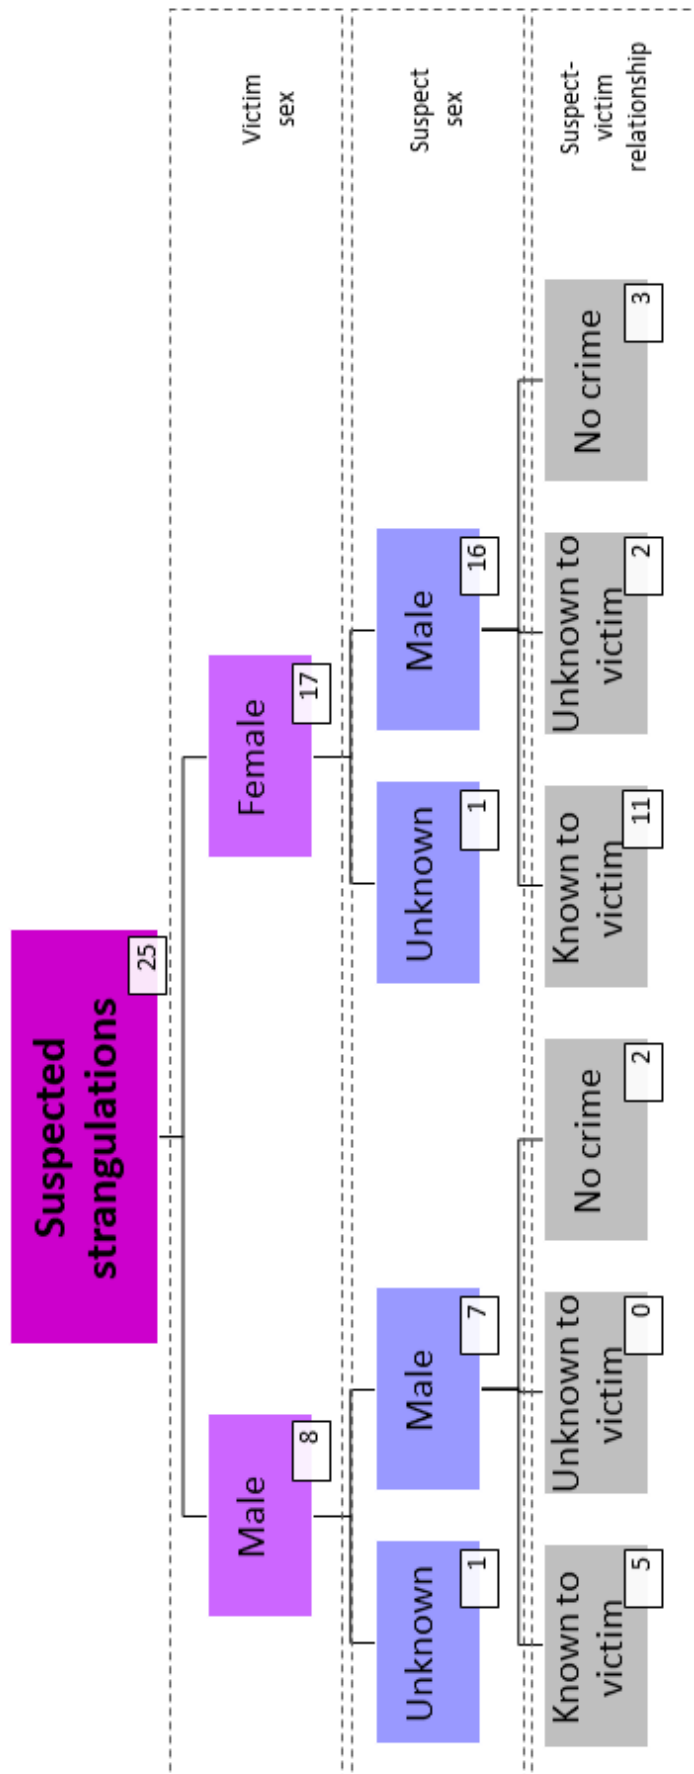 Suspected
strangulations
25
Victim
sex
Male
8
Female
17
Suspect
sex
Unknown
1
Male
7
Unknown
1
Male
16
Suspect-
victim
relationship
Known to
victim
5
Unknown to
victim
0
No crime
2
Known to
victim
11
Unknown to
victim
2
No crime
3